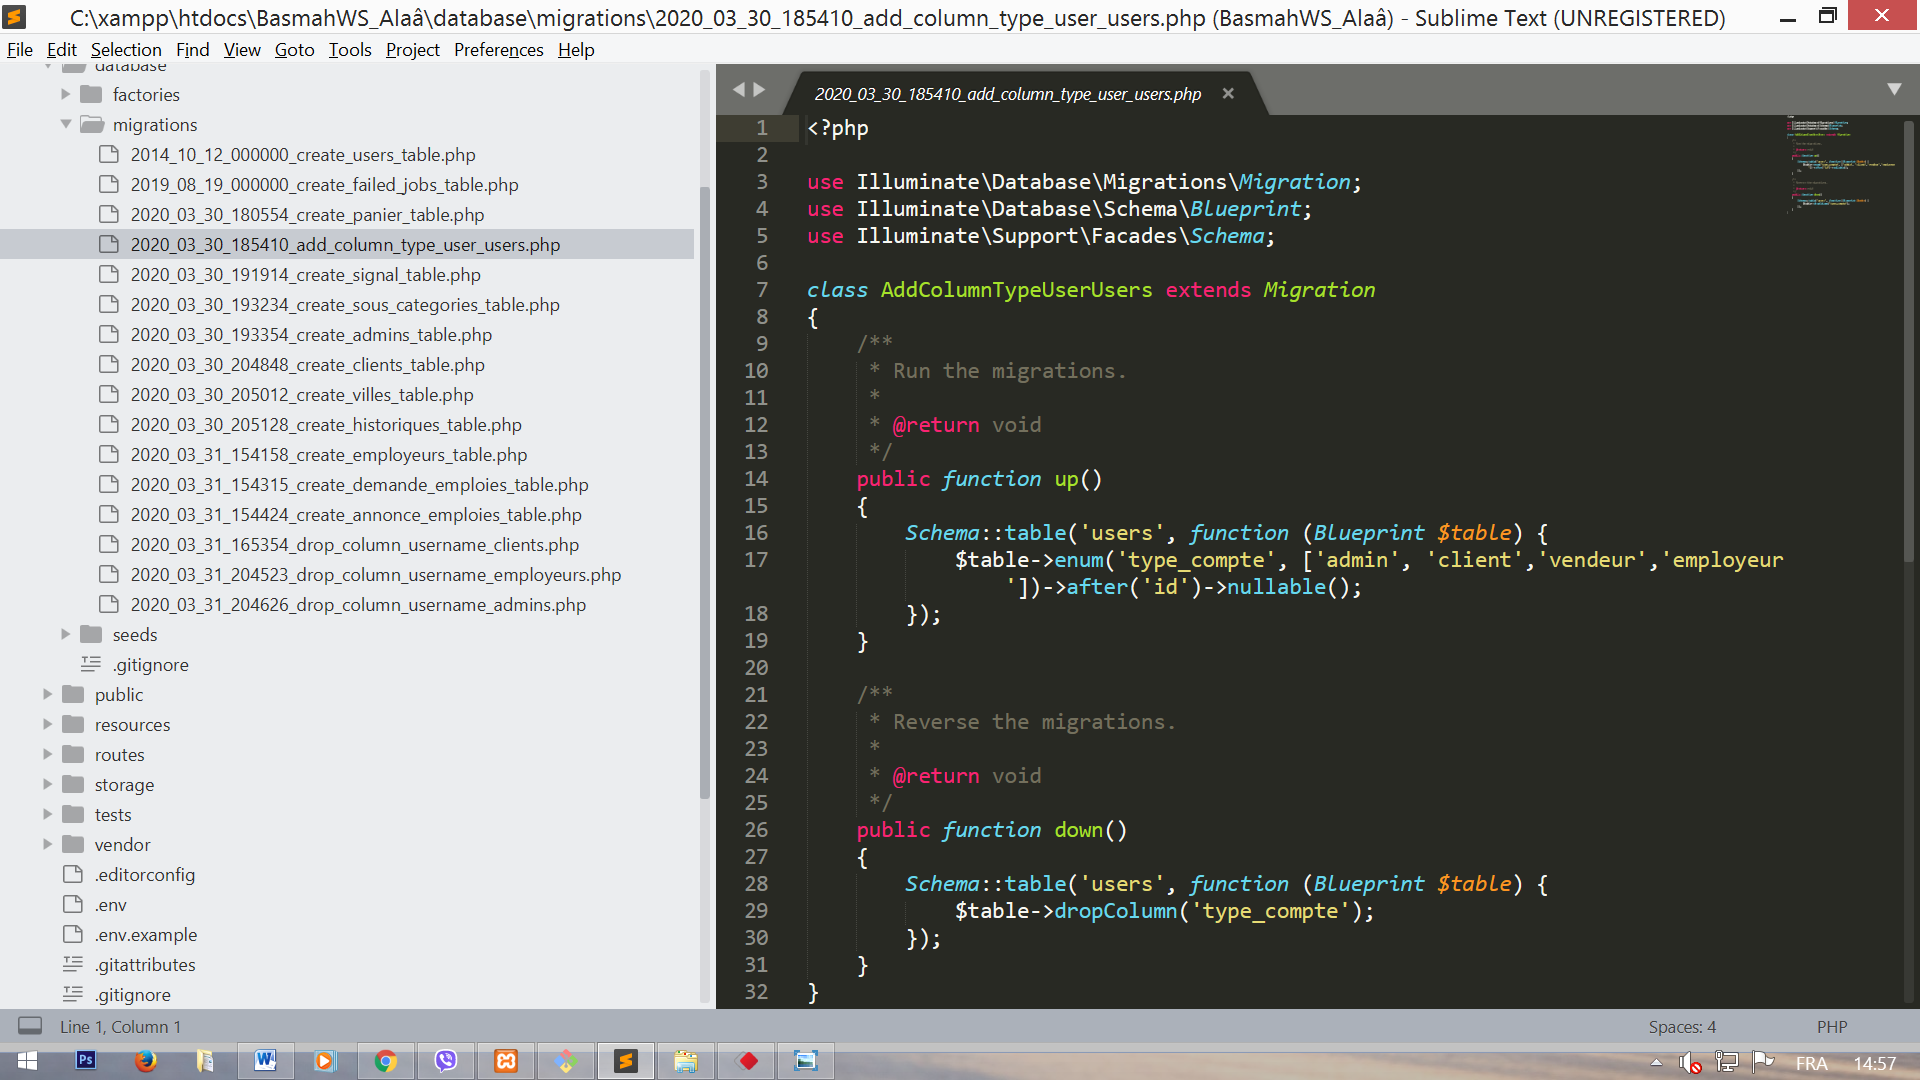 C:\xampp\htdocs\BasmahWS_Alaâ\database\migrations\2020_03_30_185410_add_column_type_user_users.php (BasmahWS_Alaâ) - Sublime Text (UNREGISTERED)
File Edit Selection Find View Goto Tools Project Preferences Help
database
factories
migrations
2014_10_12_000000_create_users_table.php
2019_08_19_000000_create_failed_jobs_table.php
2020_03_30_180554_create_panier_table.php
2020_03_30_185410_add_column_type_user_users.php
2020_03_30_191914_create_signal_table.php
2020_03_30_193234_create_sous_categories_table.php
2020_03_30_193354_create_admins_table.php
2020_03_30_204848_create_clients_table.php
2020_03_30_205012_create_villes_table.php
2020_03_30_205128_create_historiques_table.php
2020_03_31_154158_create_employeurs_table.php
2020_03_31_154315_create_demande_emploies_table.php
2020_03_31_154424_create_annonce_emploies_table.php
2020_03_31_165354_drop_column_username_clients.php
2020_03_31_204523_drop_column_username_employeurs.php
2020_03_31_204626_drop_column_username_admins.php
seeds
.gitignore
public
resources
routes
storage
tests
vendor
.editorconfig
.env
.env.example
.gitattributes
.gitignore
2020_03_30_185410_add_column_type_user_users.php
1 <?php
2
3 use Illuminate\Database\Migrations\Migration;
4 use Illuminate\Database\Schema\Blueprint;
5 use Illuminate\Support\Facades\Schema;
6
7 class AddColumnTypeUserUsers extends Migration
8 {
9 /**
10 * Run the migrations.
11 *
12 * @return void
13 */
14 public function up()
15 {
16 Schema::table('users', function (Blueprint $table) {
17 $table->enum('type_compte', ['admin', 'client','vendeur','employeur
'])->after('id')->nullable();
18 });
19 }
20
21 /**
22 * Reverse the migrations.
23 *
24 * @return void
25 */
26 public function down()
27 {
28 Schema::table('users', function (Blueprint $table) {
29 $table->dropColumn('type_compte');
30 });
31 }
32 }
Line 1, Column 1
Spaces: 4
PHP
FRA
14:57